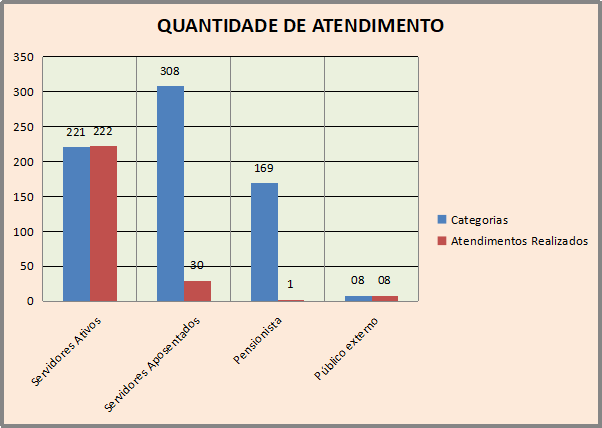 QUANTIDADE DE ATENDIMENTO
350
300
250
200
150
100
50
0
221
222
308
30
169
1
08
08
Servidores Ativos
Servidores Aposentados
Pensionista
Público externo
Categorias
Atendimentos Realizados